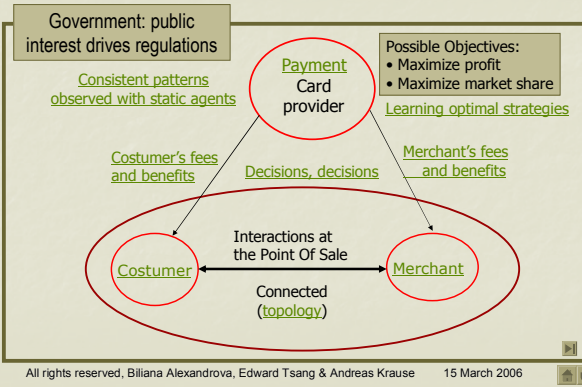 Government: public
interest drives regulations
Payment
Card
provider
Possible Objectives:
• Maximize profit
• Maximize market share
Consistent patterns
observed with static agents
Learning optimal strategies
Costumer's fees
and benefits
Decisions, decisions
Merchant's fees
and benefits
Interactions at
the Point Of Sale
Costumer
Merchant
Connected
(topology)
All rights reserved, Biliana Alexandrova, Edward Tsang & Andreas Krause 15 March 2006